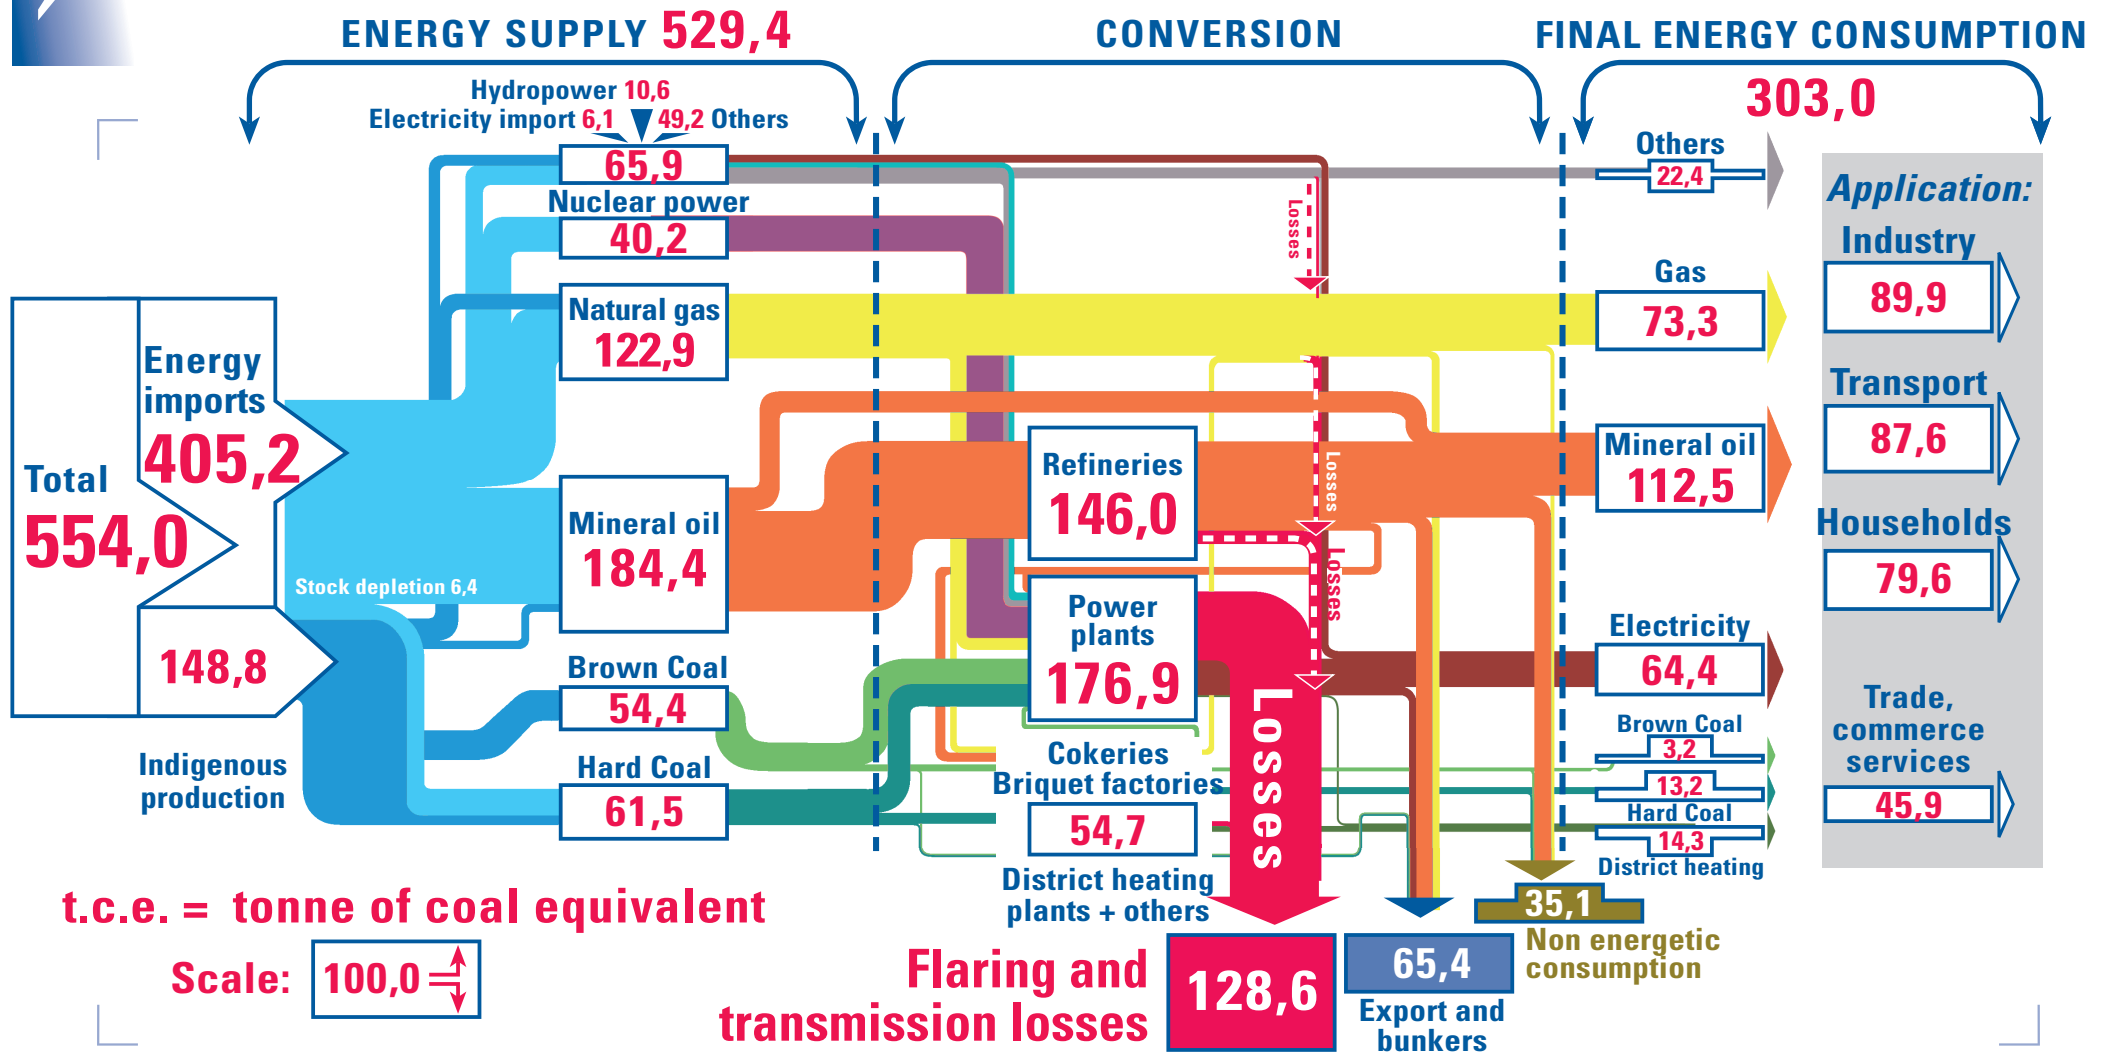 ENERGY SUPPLY 529,4
CONVERSION
FINAL ENERGY CONSUMPTION
303,0
Hydropower 10,6
Electricity import 6,1
49,2 Others
65,9
Nuclear power
40,2
Natural gas
122,9
Energy
imports
405,2
Total
554,0
Stock depletion 6,4
148,8
Indigenous
production
Mineral oil
184,4
Brown Coal
54,4
Hard Coal
61,5
Refineries
146,0
Power
plants
176,9
Cokeries
Briquet factories
54,7
District heating
plants + others
Losses
Losses
Losses
Losses
Others
22,4
Gas
73,3
Mineral oil
112,5
Electricity
64,4
Brown Coal
3,2
13,2
Hard Coal
14,3
District heating
Application:
Industry
89,9
Transport
87,6
Households
79,6
Trade,
commerce
services
45,9
t.c.e. = tonne of coal equivalent
Scale:
100,0
Flaring and
transmission losses
128,6
65,4
Export and
bunkers
35,1
Non energetic
consumption